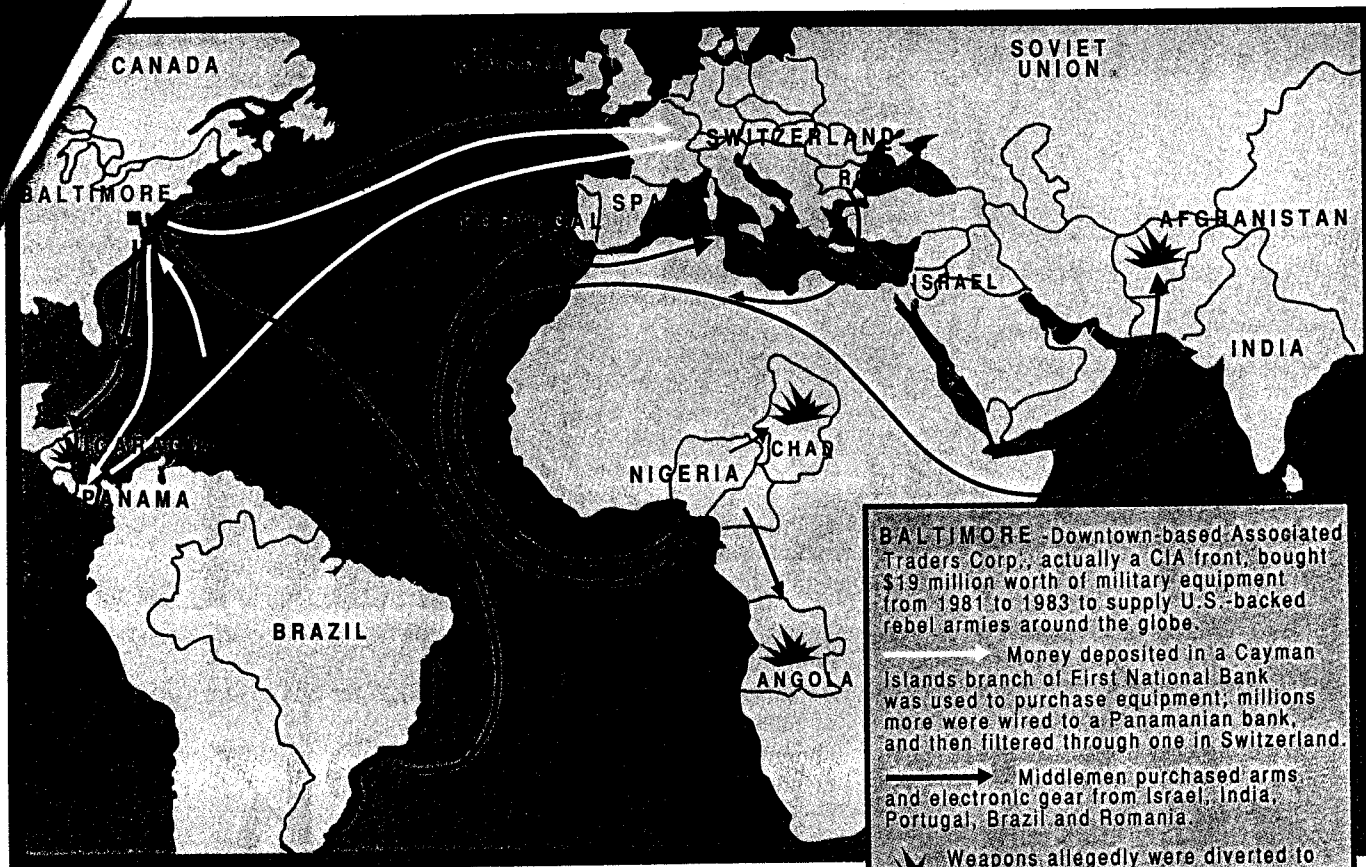 CANADA
SOVIET
UNION
SWITZERLAND
BALTIMORE
SPA
GAL
R
AFGHANISTAN
ISRAEL
INDIA
CHAD
NIGERIA
PANAMA
BRAZIL
ANGOLA
BALTIMORE - Downtown-based Associated
Traders Corp., actually a CIA front, bought
$19 million worth of military equipment
from 1981 to 1983 to supply U.S.-backed
rebel armies around the globe.
Money deposited in a Cayman
Islands branch of First National Bank
was used to purchase equipment; millions
more were wired to a Panamanian bank,
and then filtered through one in Switzerland.
Middlemen purchased arms
and electronic gear from Israel, India,
Portugal, Brazil and Romania.
Weapons allegedly were diverted to